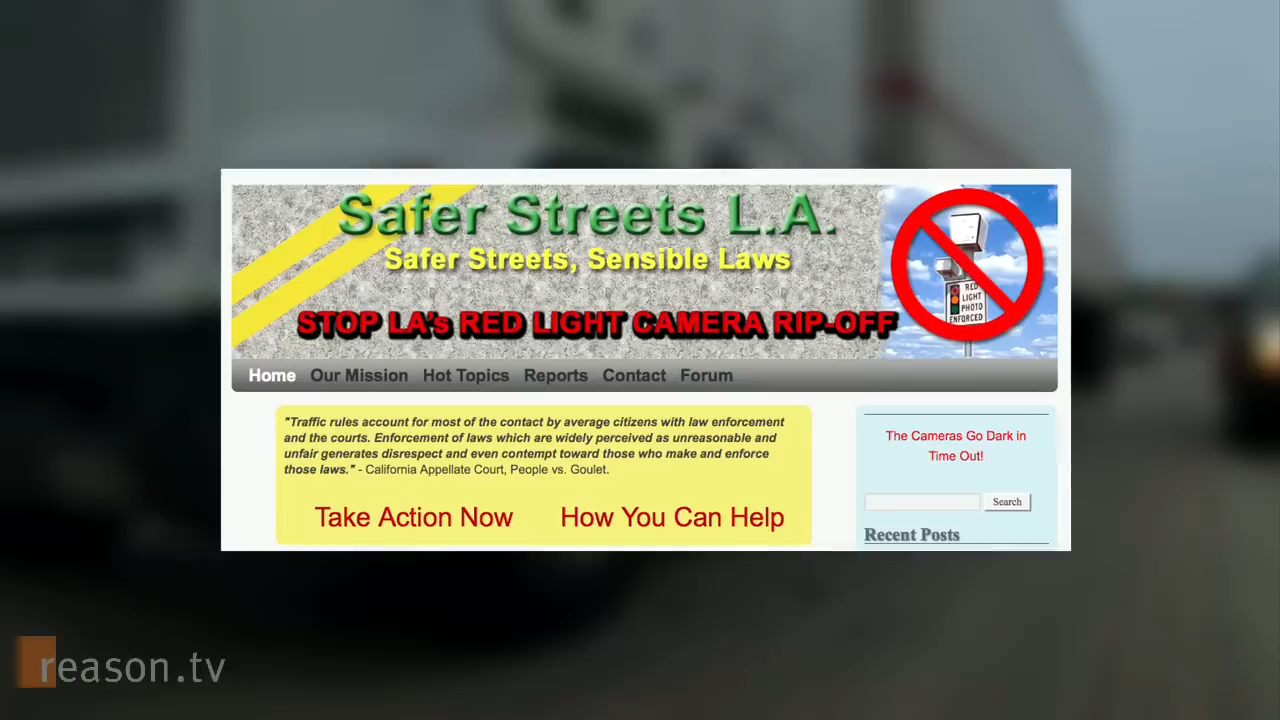 Safer Streets L.A.
Safer Streets, Sensible Laws
STOP LA's RED LIGHT CAMERA RIP-OFF
RED
LIGHT
PHOTO
ENFORCED
Home Our Mission Hot Topics Reports Contact Forum
"Traffic rules account for most of the contact by average citizens with law enforcement
and the courts. Enforcement of laws which are widely perceived as unreasonable and
unfair generates disrespect and even contempt toward those who make and enforce
those laws." - California Appellate Court, People vs. Goulet.
Take Action Now How You Can Help
The Cameras Go Dark in
Time Out!
Search
Recent Posts
reason.tv